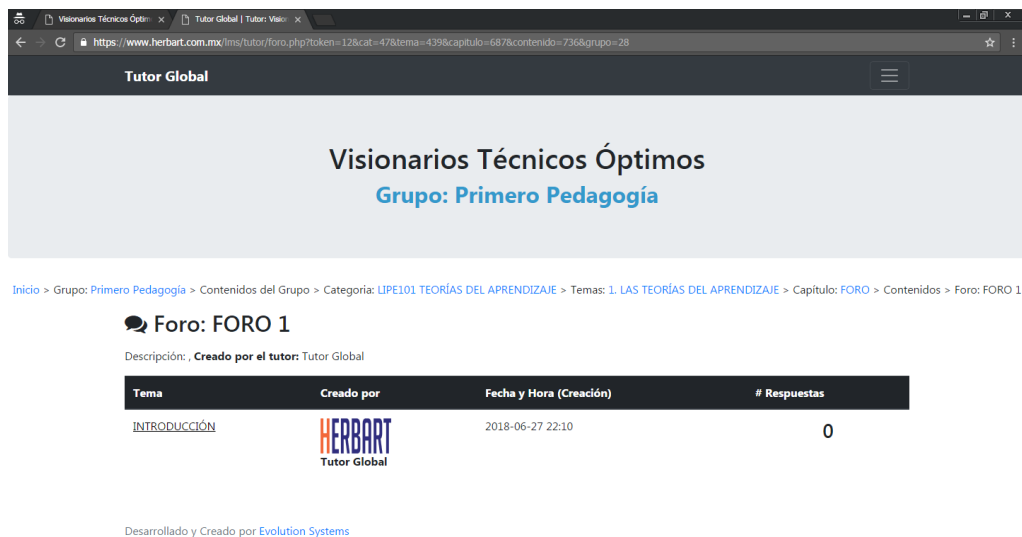 Visionarios Técnicos Óptim
Tutor Global | Tutor: Vision
https://www.herbart.com.mx/lms/tutor/foro.php?token=12&cat=47&tema=439&capitulo=687&contenido=736&grupo=28
Tutor Global
Visionarios Técnicos Óptimos
Grupo: Primero Pedagogía
Inicio > Grupo: Primero Pedagogía > Contenidos del Grupo > Categoria: LIPE101 TEORÍAS DEL APRENDIZAJE > Temas: 1. LAS TEORÍAS DEL APRENDIZAJE > Capítulo: FORO > Contenidos > Foro: FORO 1
Foro: FORO 1
Descripción: , Creado por el tutor: Tutor Global
Tema Creado por Fecha y Hora (Creación) # Respuestas
INTRODUCCIÓN HERBART 2018-06-27 22:10 0
Tutor Global
Desarrollado y Creado por Evolution Systems